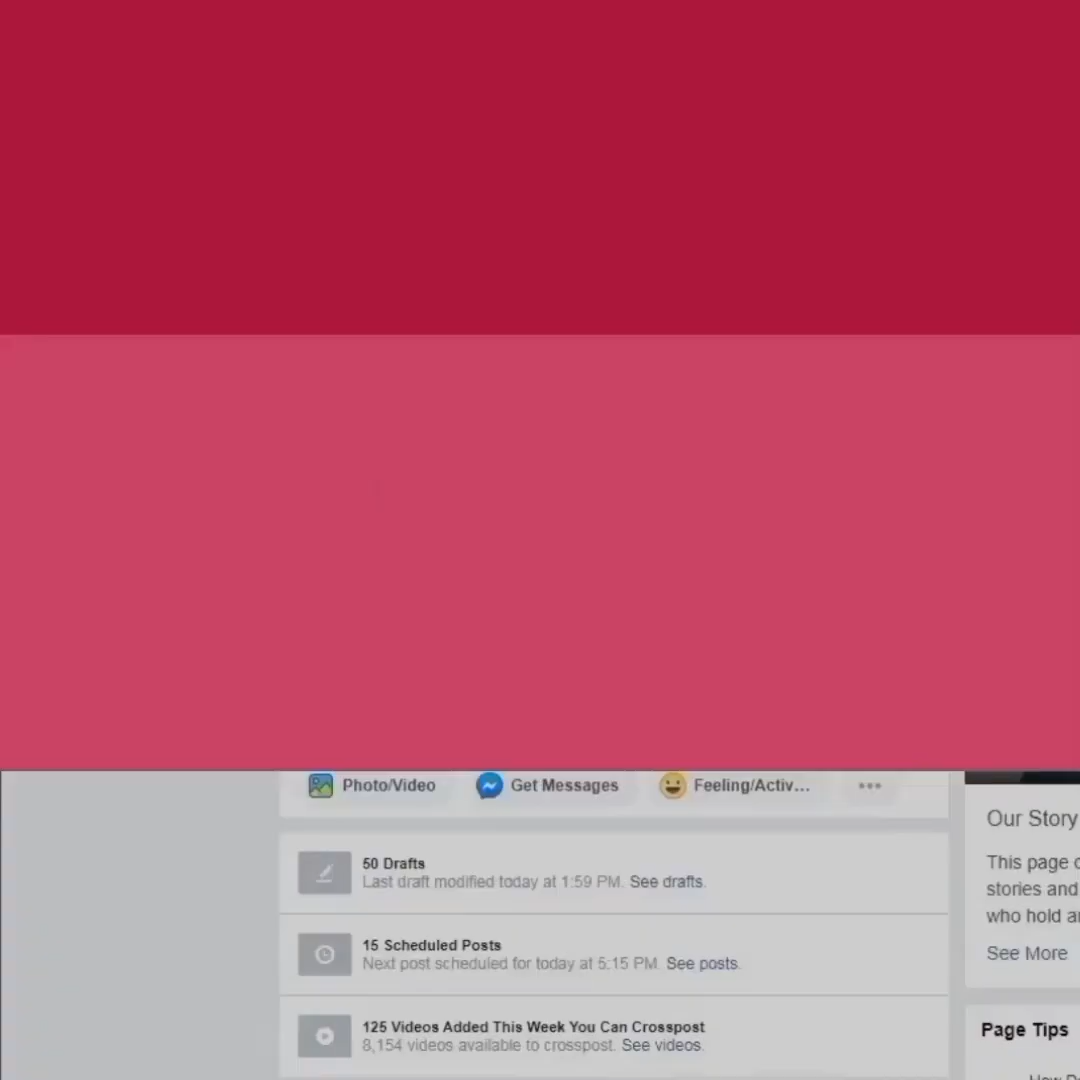 Photo/Video
Get Messages
Feeling/Activ...
50 Drafts
Last draft modified today at 1:59 PM. See drafts.
15 Scheduled Posts
Next post scheduled for today at 5:15 PM. See posts.
125 Videos Added This Week You Can Crosspost
8,154 videos available to crosspost. See videos.
Our Story
This page
stories and
who hold
See More
Page Tips